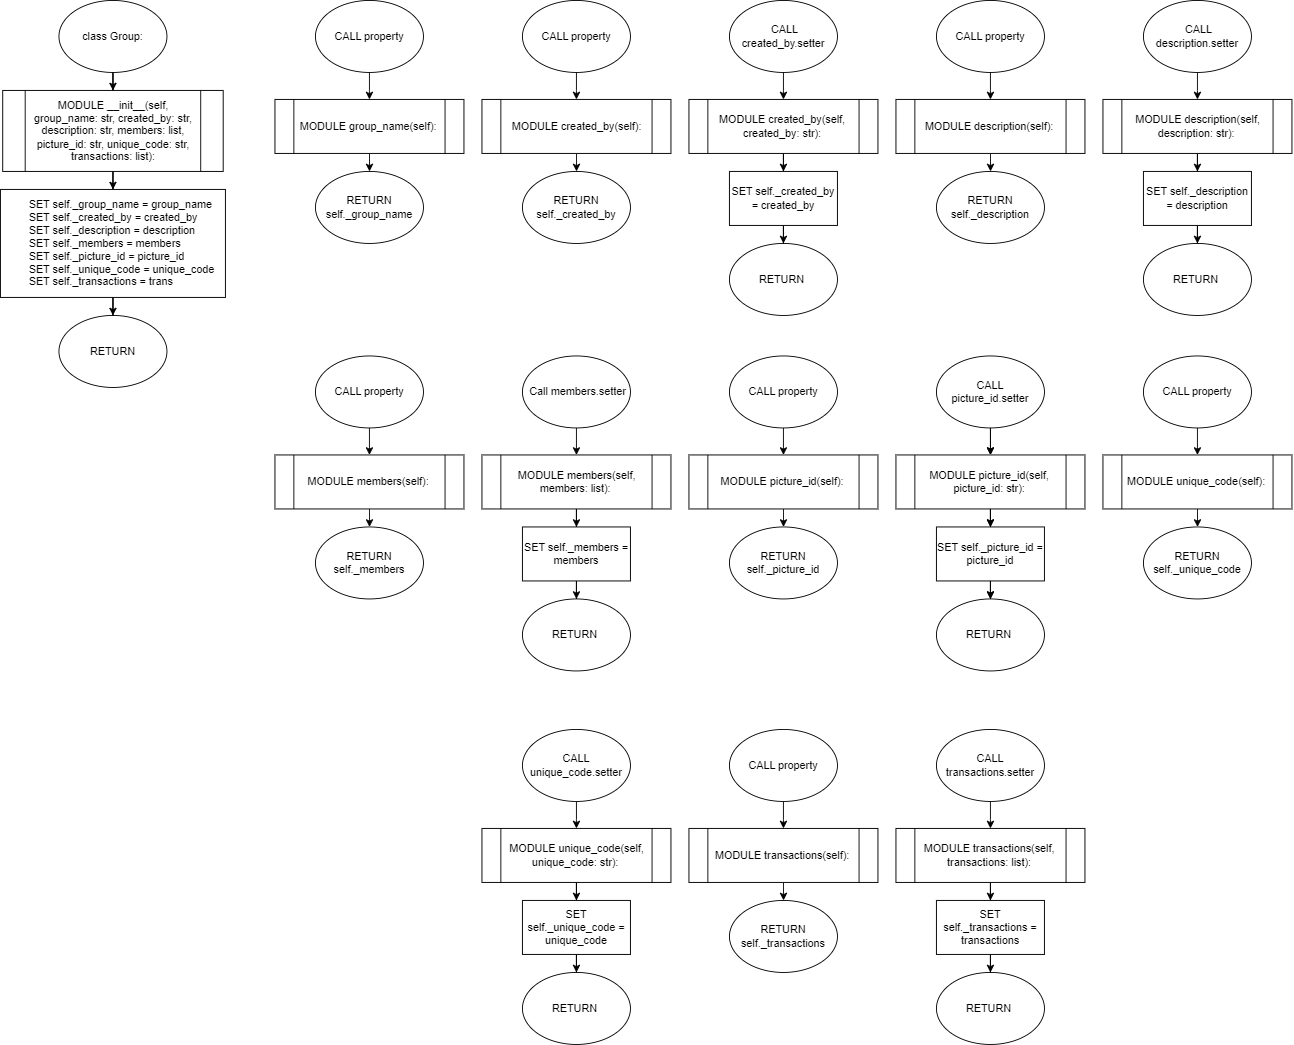 class Group:
MODULE __init__(self,
group_name: str, created_by: str,
description: str, members: list,
picture_id: str, unique_code: str,
transactions: list):
SET self._group_name = group_name
SET self._created_by = created_by
SET self._description = description
SET self._members = members
SET self._picture_id = picture_id
SET self._unique_code = unique_code
SET self._transactions = trans
RETURN
CALL property
MODULE group_name(self):
RETURN
self._group_name
CALL property
MODULE created_by(self):
RETURN
self._created_by
CALL
created_by.setter
MODULE created_by(self,
created_by: str):
SET self._created_by
= created_by
RETURN
CALL property
MODULE description(self):
RETURN
self._description
CALL
description.setter
MODULE description(self,
description: str):
SET self._description
= description
RETURN
CALL property
MODULE members(self):
RETURN
self._members
Call members.setter
MODULE members(self,
members: list):
SET self._members =
members
RETURN
CALL property
MODULE picture_id(self):
RETURN
self._picture_id
CALL
picture_id.setter
MODULE picture_id(self,
picture_id: str):
SET self._picture_id =
picture_id
RETURN
CALL property
MODULE unique_code(self):
RETURN
self._unique_code
CALL
unique_code.setter
MODULE unique_code(self,
unique_code: str):
SET
self._unique_code =
unique_code
RETURN
CALL property
MODULE transactions(self):
RETURN
self._transactions
CALL
transactions.setter
MODULE transactions(self,
transactions: list):
SET
self._transactions =
transactions
RETURN